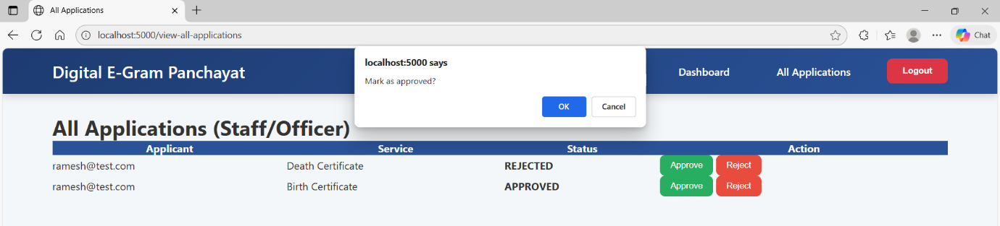 All Applications
localhost:5000/view-all-applications
Chat
localhost:5000 says
Mark as approved?
OK Cancel
Digital E-Gram Panchayat Dashboard All Applications Logout
All Applications (Staff/Officer)
Applicant Service Status Action
ramesh@test.com Death Certificate REJECTED Approve Reject
ramesh@test.com Birth Certificate APPROVED Approve Reject